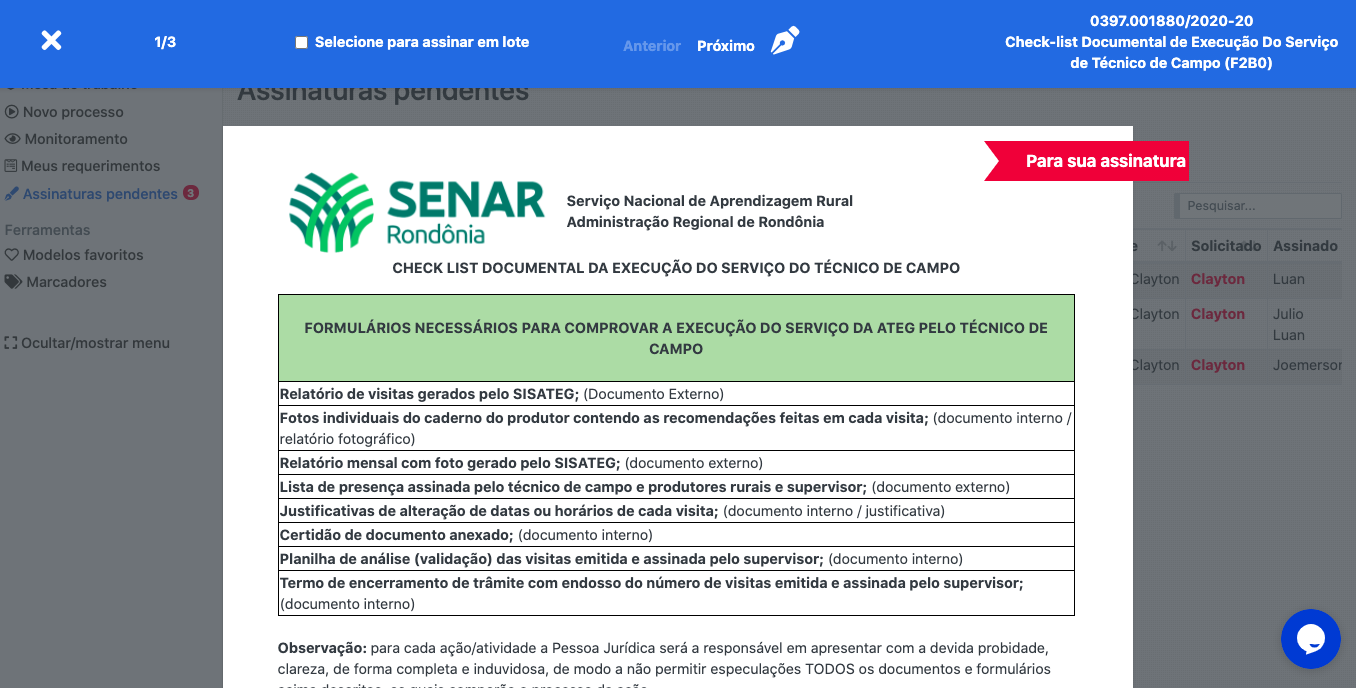 1/3
Selecione para assinar em lote
Anterior Próximo
0397.001880/2020-20
Check-list Documental de Execução Do Serviço
de Técnico de Campo (F2B0)
Assinaturas pendentes
Novo processo
Monitoramento
Meus requerimentos
Assinaturas pendentes 3
Ferramentas
Modelos favoritos
Marcadores
Ocultar/mostrar menu
Para sua assinatura
SENAR
Rondônia
Serviço Nacional de Aprendizagem Rural
Administração Regional de Rondônia
CHECK LIST DOCUMENTAL DA EXECUÇÃO DO SERVIÇO DO TÉCNICO DE CAMPO
FORMULÁRIOS NECESSÁRIOS PARA COMPROVAR A EXECUÇÃO DO SERVIÇO DA ATEG PELO TÉCNICO DE
CAMPO
Relatório de visitas gerados pelo SISATEG; (Documento Externo)
Fotos individuais do caderno do produtor contendo as recomendações feitas em cada visita; (documento interno /
relatório fotográfico)
Relatório mensal com foto gerado pelo SISATEG; (documento externo)
Lista de presença assinada pelo técnico de campo e produtores rurais e supervisor; (documento externo)
Justificativas de alteração de datas ou horários de cada visita; (documento interno / justificativa)
Certidão de documento anexado; (documento interno)
Planilha de análise (validação) das visitas emitida e assinada pelo supervisor; (documento interno)
Termo de encerramento de trâmite com endosso do número de visitas emitida e assinada pelo supervisor;
(documento interno)
Observação: para cada ação/atividade a Pessoa Jurídica será a responsável em apresentar com a devida probidade,
clareza, de forma completa e induvidosa, de modo a não permitir especulações TODOS os documentos e formulários
Pesquisar...
e Solicitado Assinado
Clayton Clayton Luan
Clayton Clayton Julio
Luan
Clayton Clayton Joemerson